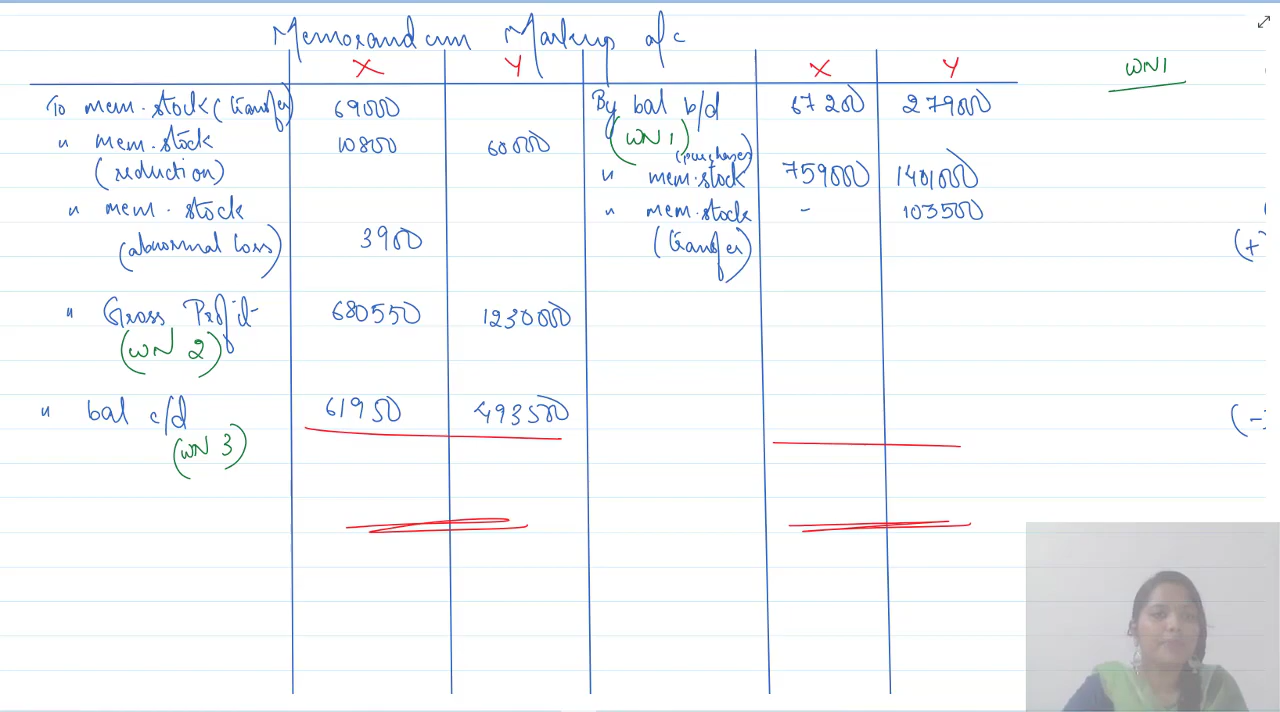 Memorandum Markup a/c
X Y X Y WN1
To mem. stock (transfer) 69000 By bal b/d 67200 279000
" mem. stock 10800 60000 (WN 1)
(reduction) (purchases)
" mem. stock 759000 1401000
" mem. stock " mem. stock - 103500
(abnormal loss) 3900 (transfer) (+)
" Gross Profit 680550 1230000
(WN 2)
" bal c/d 61950 493500 (-)
(WN 3)